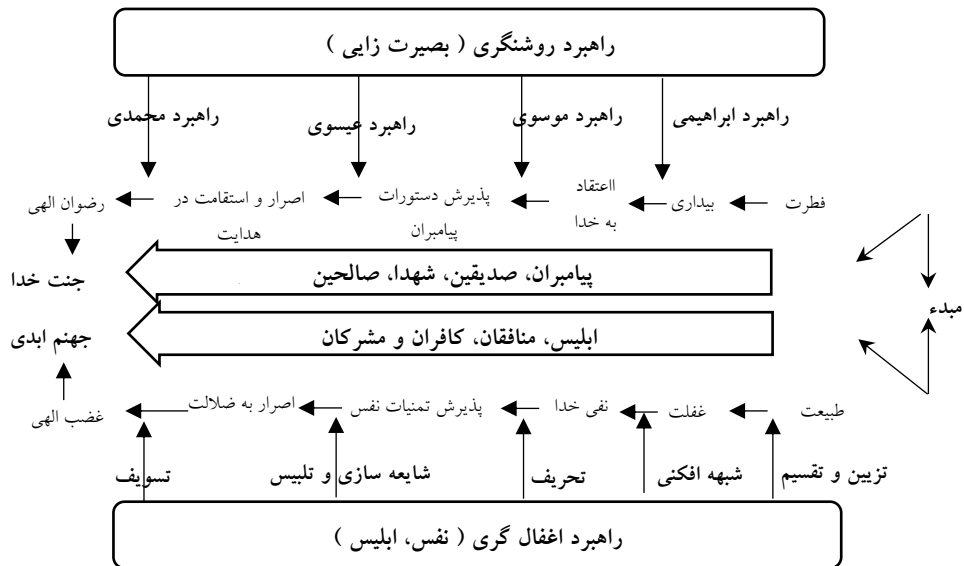 راهبرد روشنگری ( بصیرت زایی )
راهبرد ابراهیمی
راهبرد موسوی
راهبرد عیسوی
راهبرد محمدی
فطرت
بیداری
ااعتقاد
به خدا
پذیرش دستورات
پیامبران
اصرار و استقامت در
هدایت
رضوان الهی
پیامبران، صدیقین، شهدا، صالحین
جنت خدا
مبدء
ابلیس، منافقان، کافران و مشرکان
جهنم ابدی
طبیعت
غفلت
نفی خدا
پذیرش تمنیات نفس
اصرار به ضلالت
غضب الهی
تزیین و تقسیم
شبهه افکنی
تحریف
شایعه سازی و تلبیس
تسویف
راهبرد اغفال گری ( نفس، ابلیس )